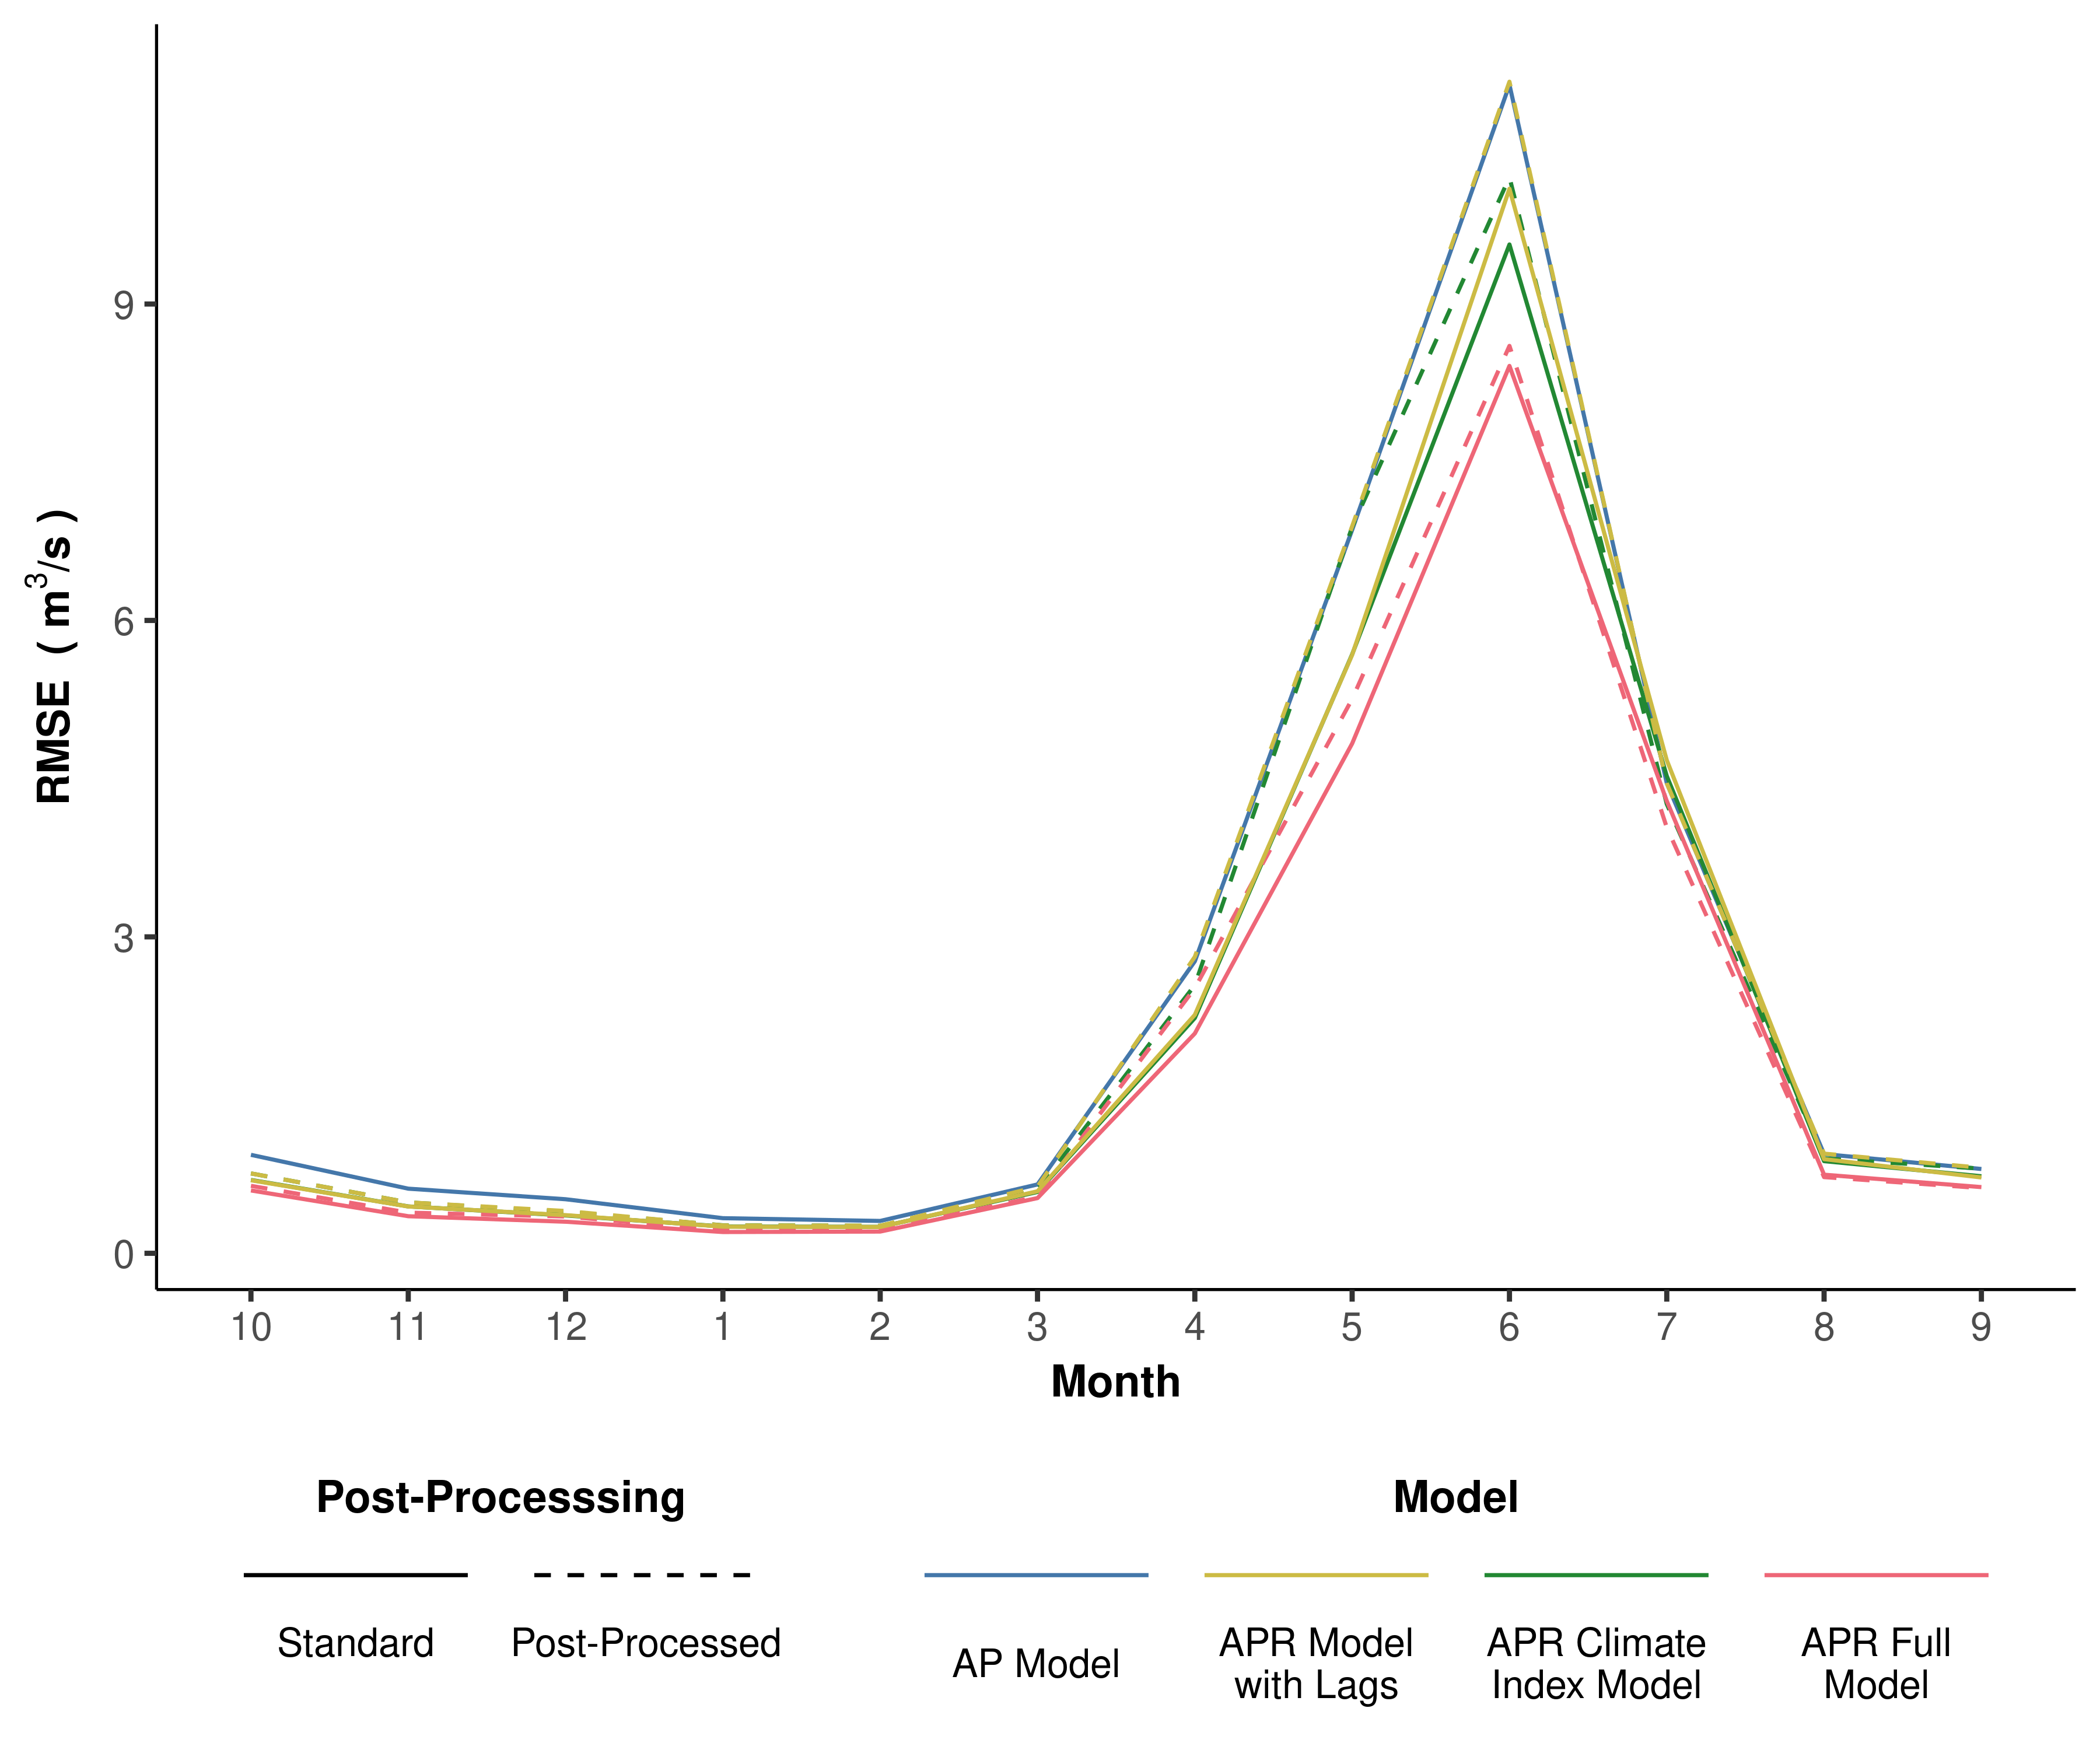 RMSE ( m3/s )
9
6
3
0
10 11 12 1 2 3 4 5 6 7 8 9
Month
Post-Processsing
Standard
Post-Processed
Model
AP Model
APR Model
with Lags
APR Climate
Index Model
APR Full
Model